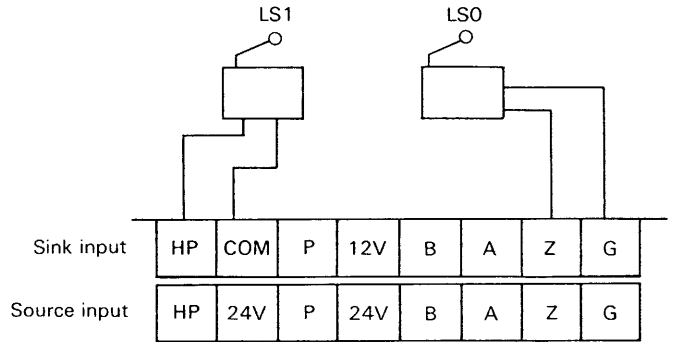 LS1 LS0
Sink input HP COM P 12V B A Z G
Source input HP 24V P 24V B A Z G